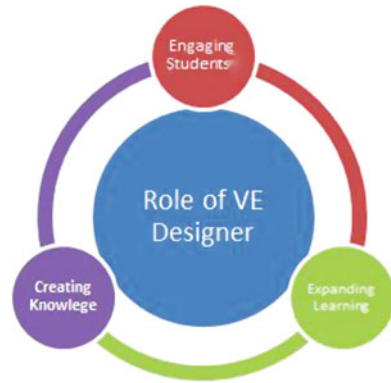 Engaging
Students
Role of VE
Designer
Creating
Knowlege
Expanding
Learning